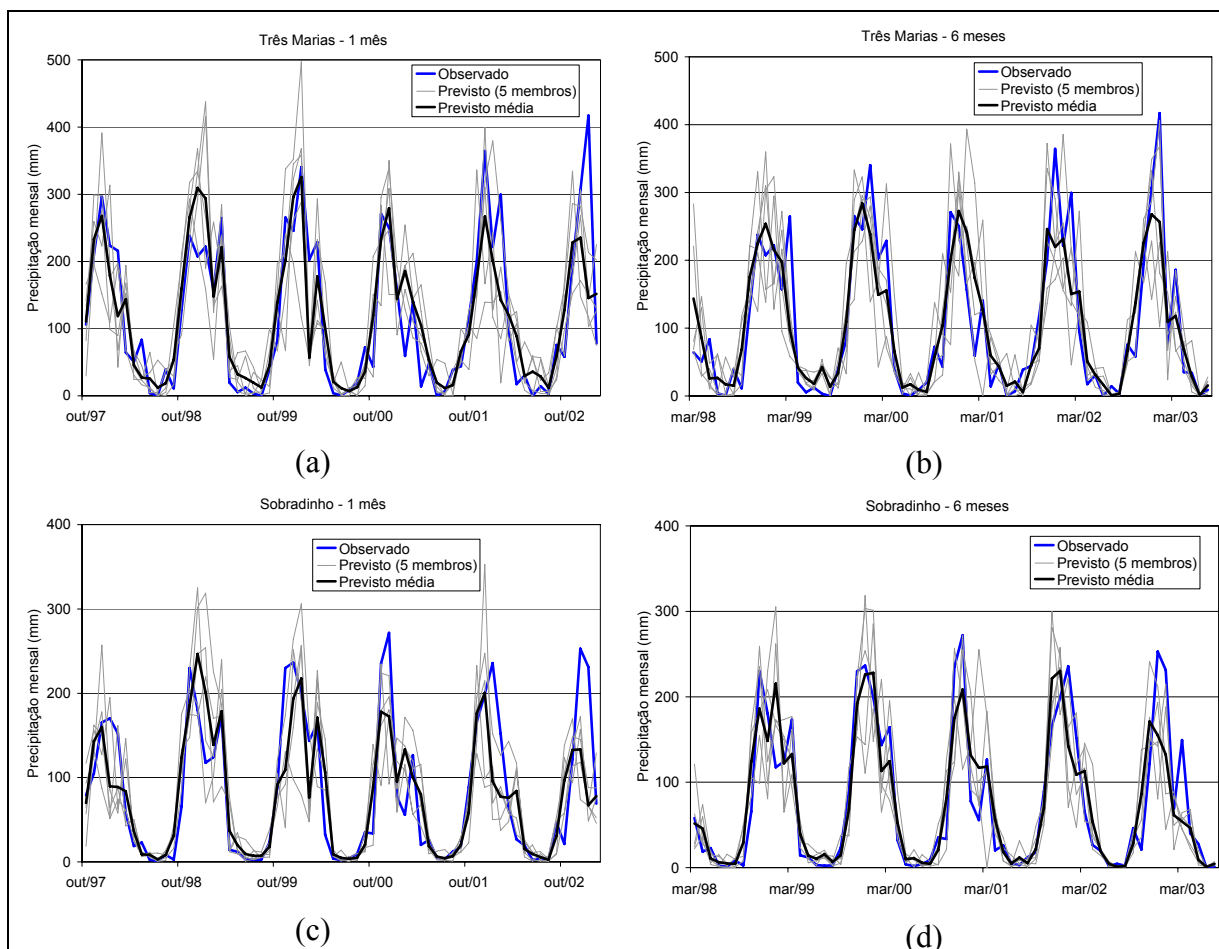 Três Marias - 1 mês
Precipitação mensal (mm)
500
400
300
200
100
0
Observado
Previsto (5 membros)
Previsto média
out/97
out/98
out/99
out/00
out/01
out/02
(a)
Três Marias - 6 meses
Precipitação mensal (mm)
500
400
300
200
100
0
Observado
Previsto (5 membros)
Previsto média
mar/98
mar/99
mar/00
mar/01
mar/02
mar/03
(b)
Sobradinho - 1 mês
Precipitação mensal (mm)
400
300
200
100
0
Observado
Previsto (5 membros)
Previsto média
out/97
out/98
out/99
out/00
out/01
out/02
(c)
Sobradinho - 6 meses
Precipitação mensal (mm)
400
300
200
100
0
Observado
Previsto (5 membros)
Previsto média
mar/98
mar/99
mar/00
mar/01
mar/02
mar/03
(d)